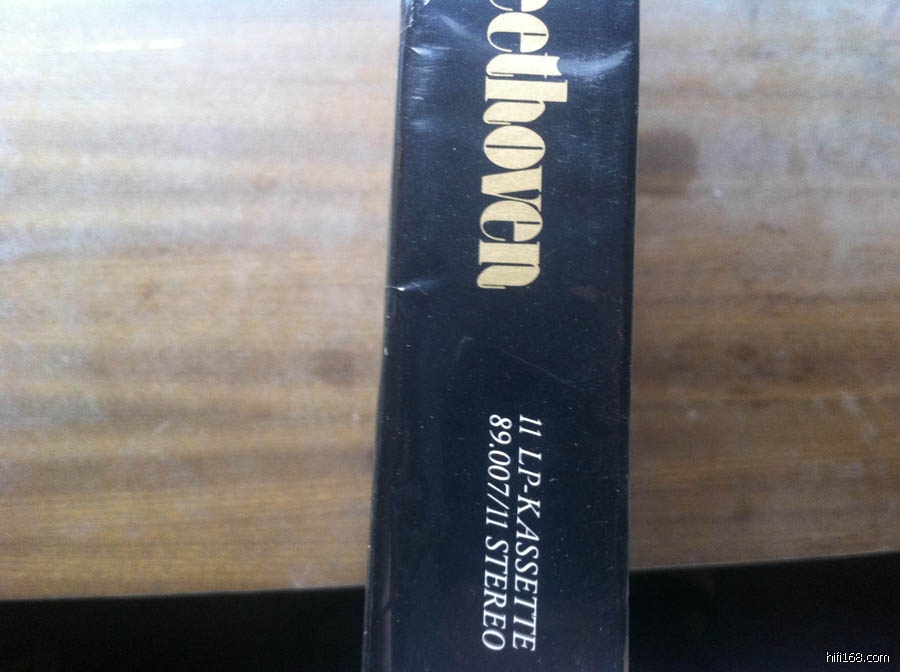 eethoven
11 LP-KASSETTE
89.007/11 STEREO
hifi168.com